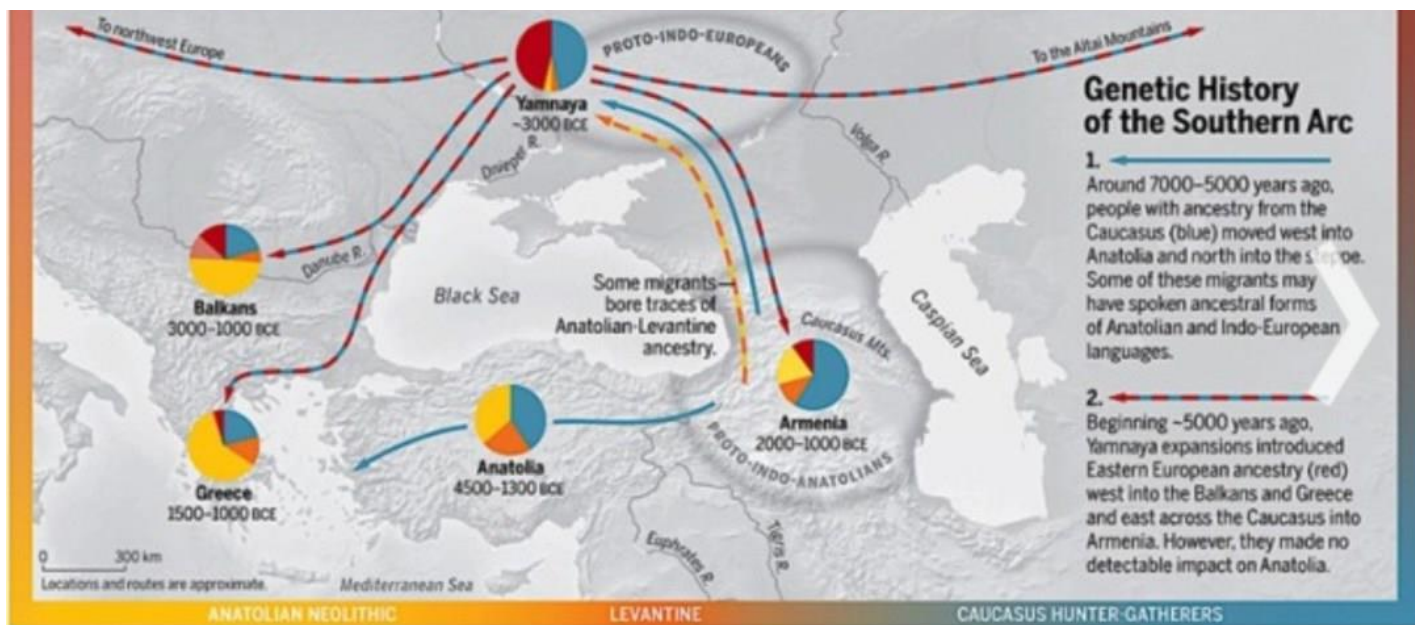 To northwest Europe
PROTO-INDO-EUROPEANS
To the Altai Mountains
Yamnaya
~3000 BCE
Dnieper R.
Volga R.
Genetic History
of the Southern Arc
1.
Around 7000–5000 years ago,
people with ancestry from the
Caucasus (blue) moved west into
Anatolia and north into the steppe.
Some of these migrants may
have spoken ancestral forms
of Anatolian and Indo-European
languages.
2.
Beginning ~5000 years ago,
Yamnaya expansions introduced
Eastern European ancestry (red)
west into the Balkans and Greece
and east across the Caucasus into
Armenia. However, they made no
detectable impact on Anatolia.
Danube R.
Balkans
3000–1000 BCE
Black Sea
Some migrants
bore traces of
Anatolian-Levantine
ancestry.
Caucasus Mts.
Caspian Sea
Armenia
2000–1000 BCE
PROTO-INDO-ANATOLIANS
Anatolia
4500–1300 BCE
Greece
1500–1000 BCE
Euphrates R.
Tigris R.
0 300 km
Locations and routes are approximate.
Mediterranean Sea
ANATOLIAN NEOLITHIC
LEVANTINE
CAUCASUS HUNTER-GATHERERS